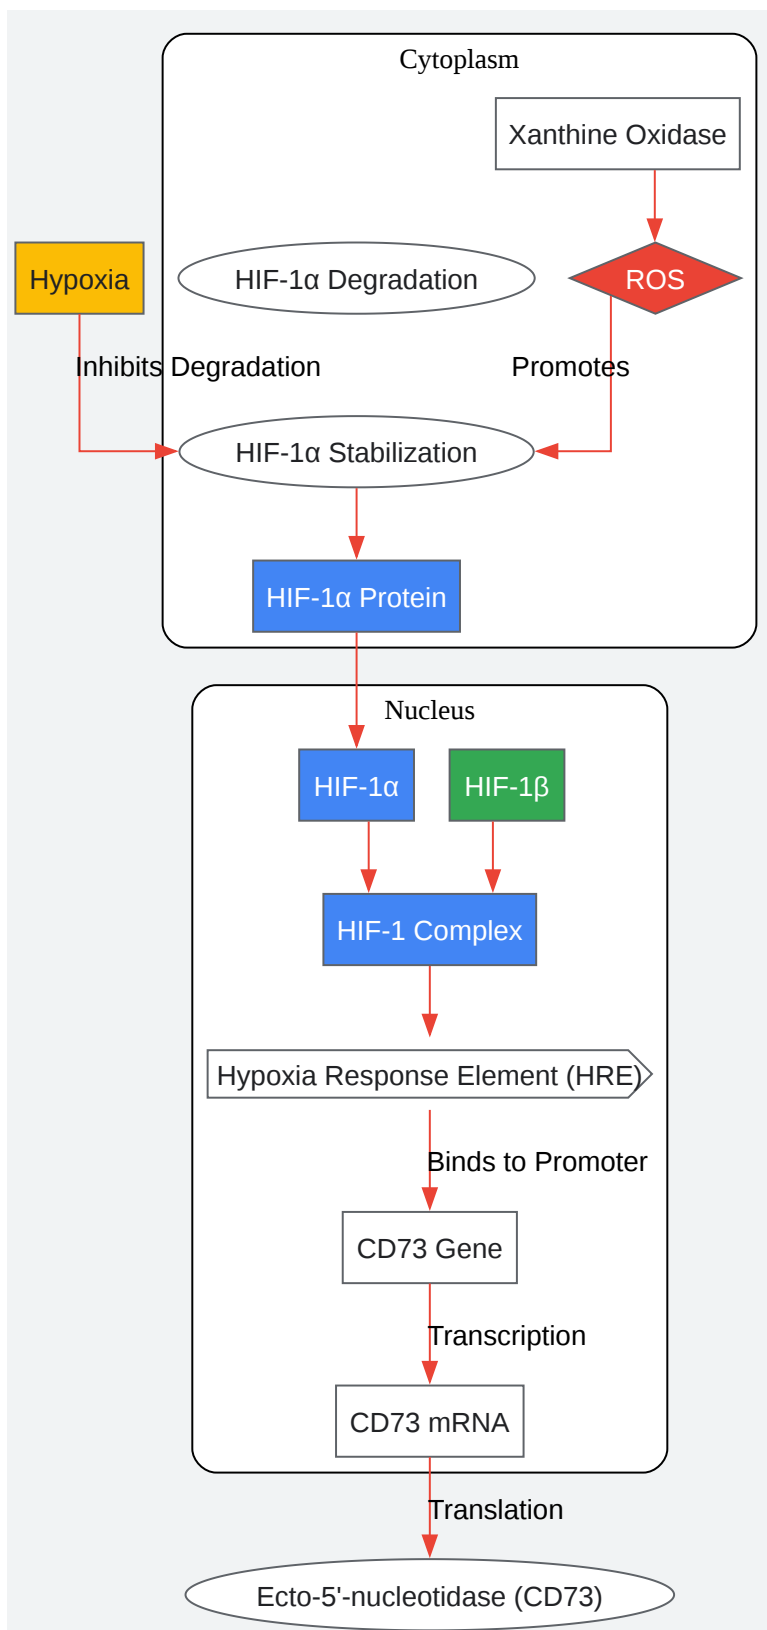 Cytoplasm
Xanthine Oxidase
Hypoxia
HIF-1α Degradation
ROS
Inhibits Degradation
Promotes
HIF-1α Stabilization
HIF-1α Protein
Nucleus
HIF-1α
HIF-1β
HIF-1 Complex
Hypoxia Response Element (HRE)
Binds to Promoter
CD73 Gene
Transcription
CD73 mRNA
Translation
Ecto-5'-nucleotidase (CD73)